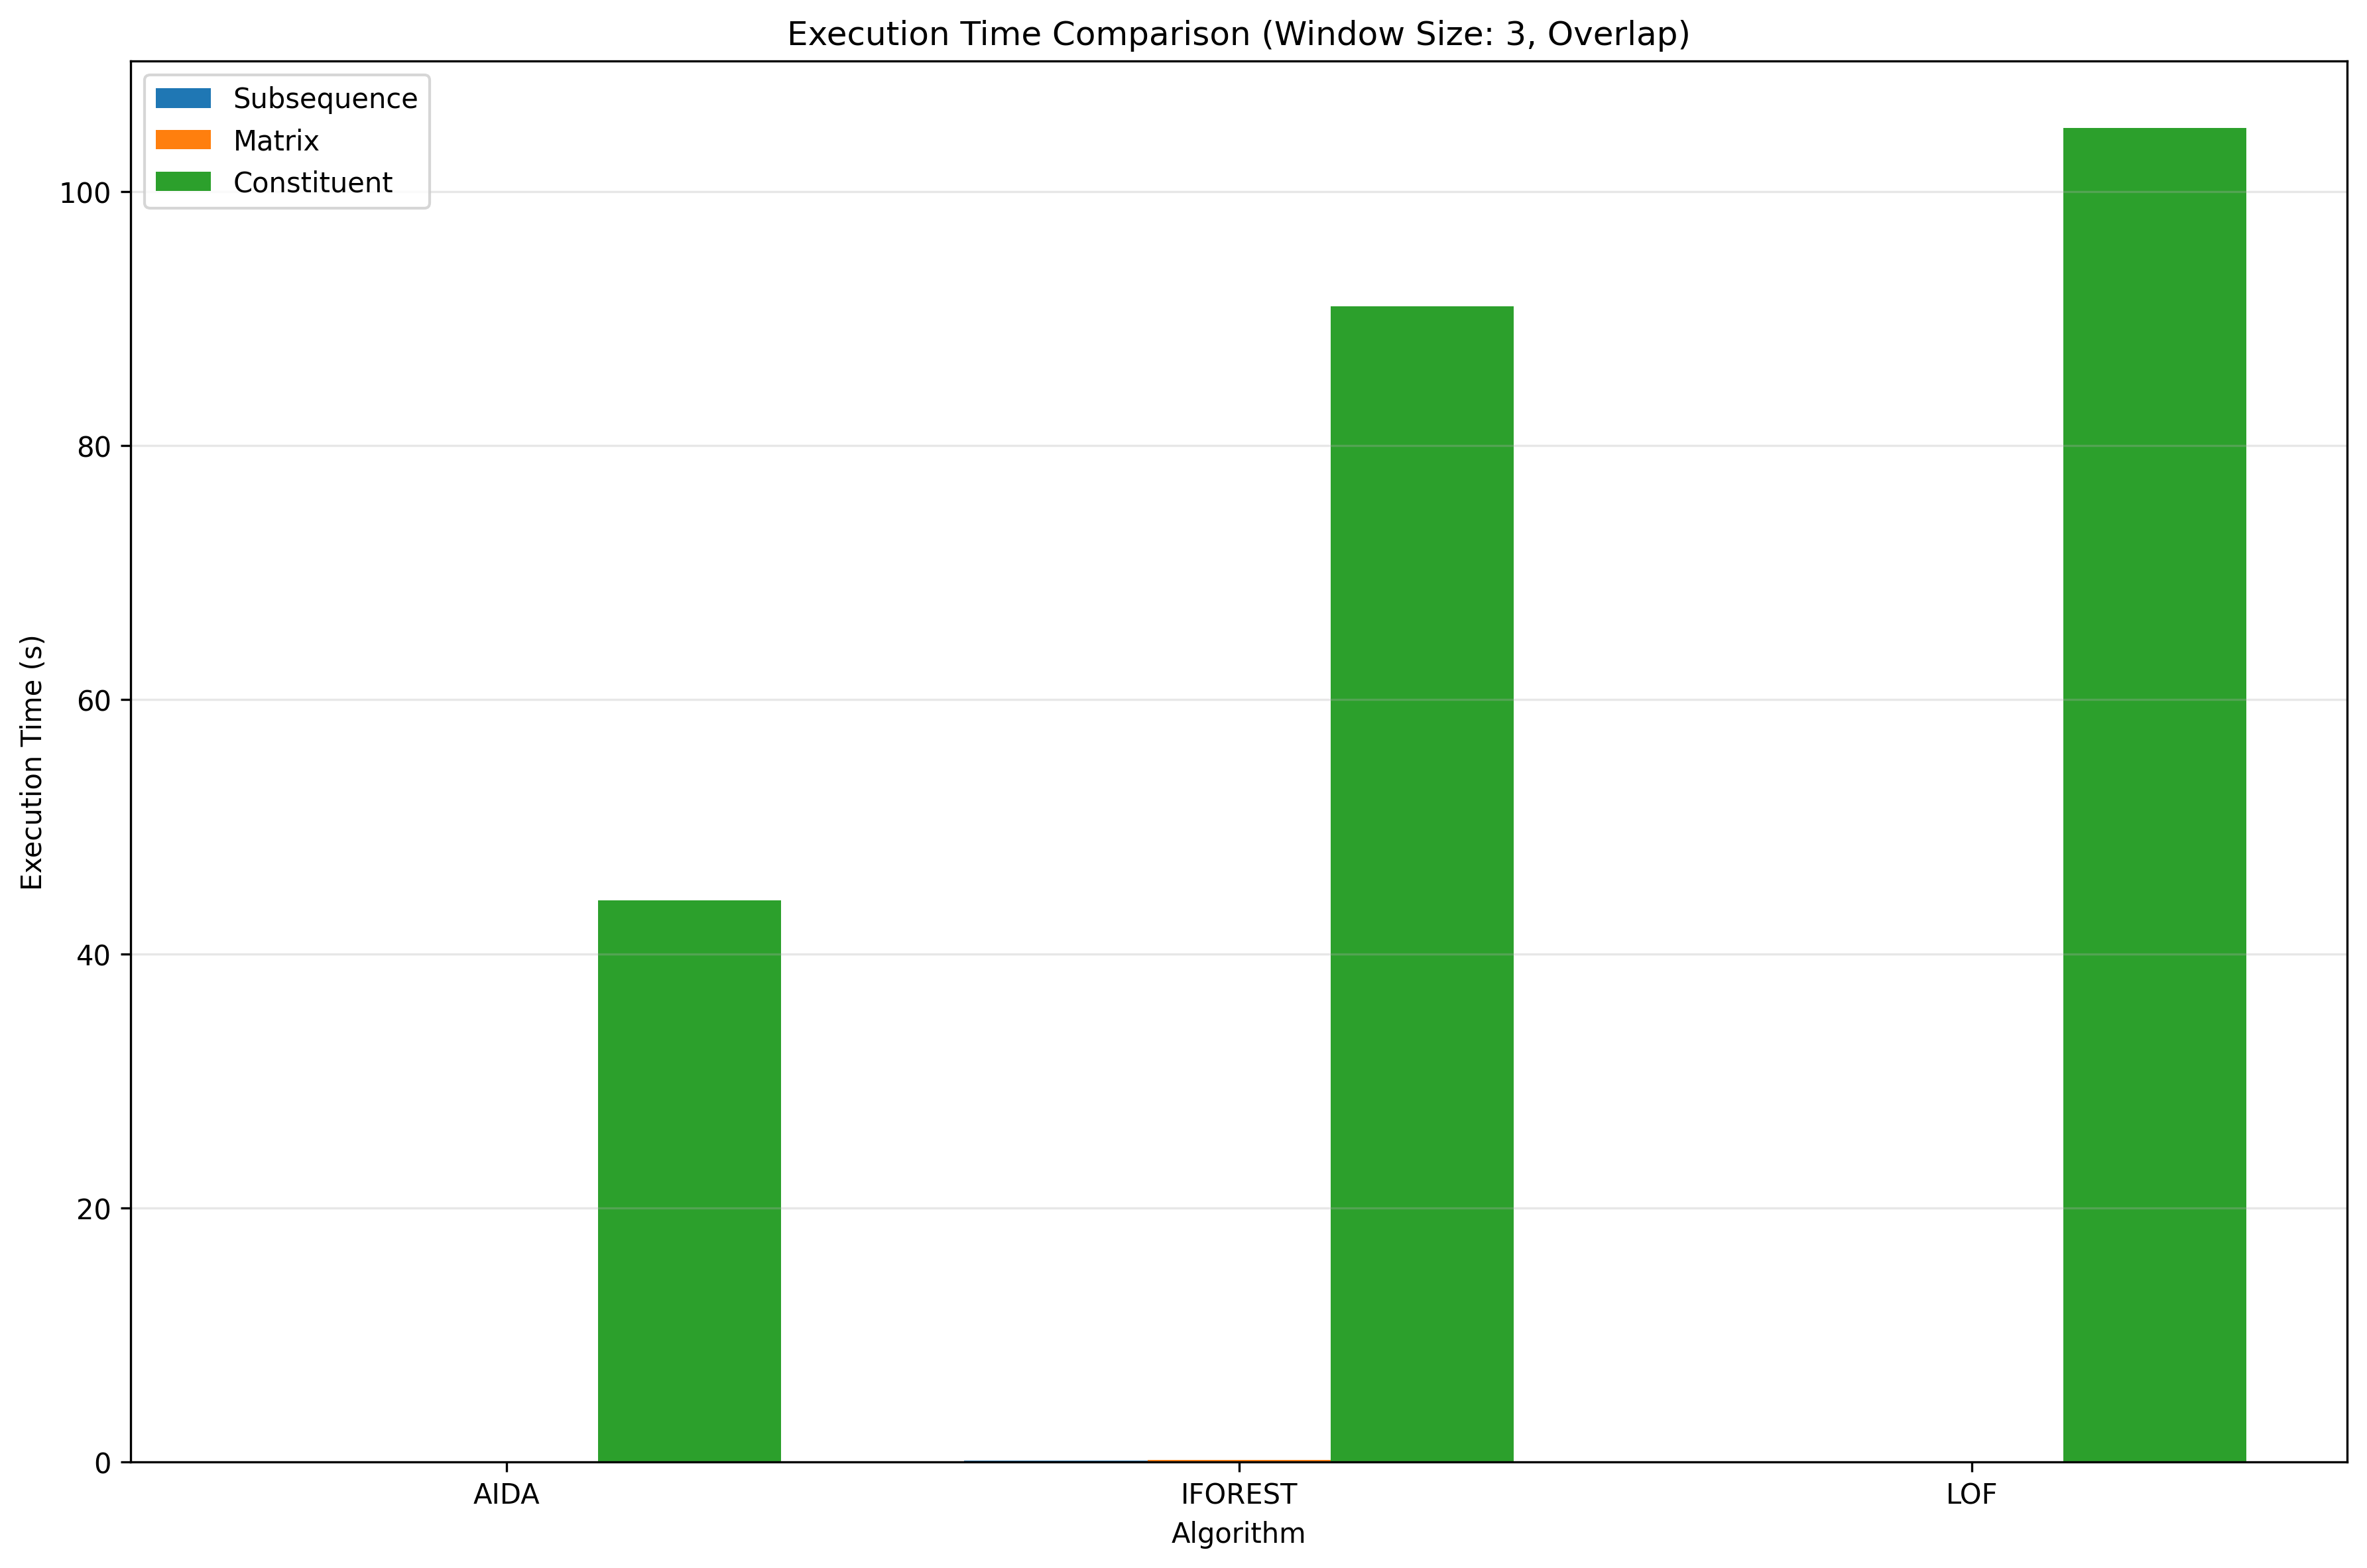 Execution Time Comparison (Window Size: 3, Overlap)
Subsequence
Matrix
Constituent
Execution Time (s)
100
80
60
40
20
0
AIDA
IFOREST
LOF
Algorithm